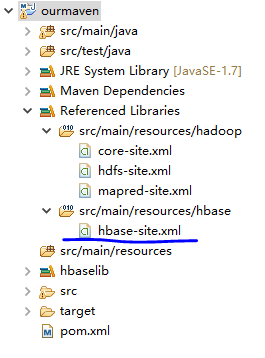 ourmaven
src/main/java
src/test/java
JRE System Library [JavaSE-1.7]
Maven Dependencies
Referenced Libraries
src/main/resources/hadoop
core-site.xml
hdfs-site.xml
mapred-site.xml
src/main/resources/hbase
hbase-site.xml
src/main/resources
hbaselib
src
target
pom.xml